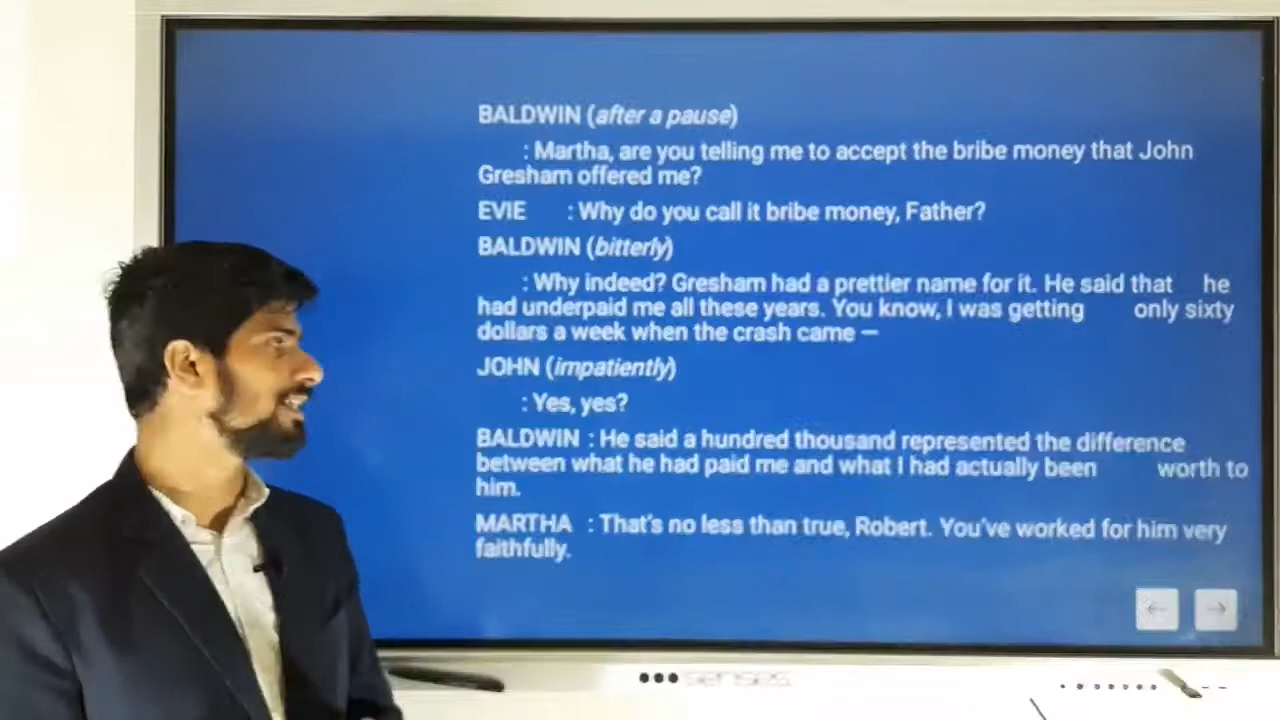 BALDWIN (after a pause)
: Martha, are you telling me to accept the bribe money that John
Gresham offered me?
EVIE : Why do you call it bribe money, Father?
BALDWIN (bitterly)
: Why indeed? Gresham had a prettier name for it. He said that he
had underpaid me all these years. You know, I was getting only sixty
dollars a week when the crash came —
JOHN (impatiently)
: Yes, yes?
BALDWIN : He said a hundred thousand represented the difference
between what he had paid me and what I had actually been worth to
him.
MARTHA : That's no less than true, Robert. You've worked for him very
faithfully.
senses